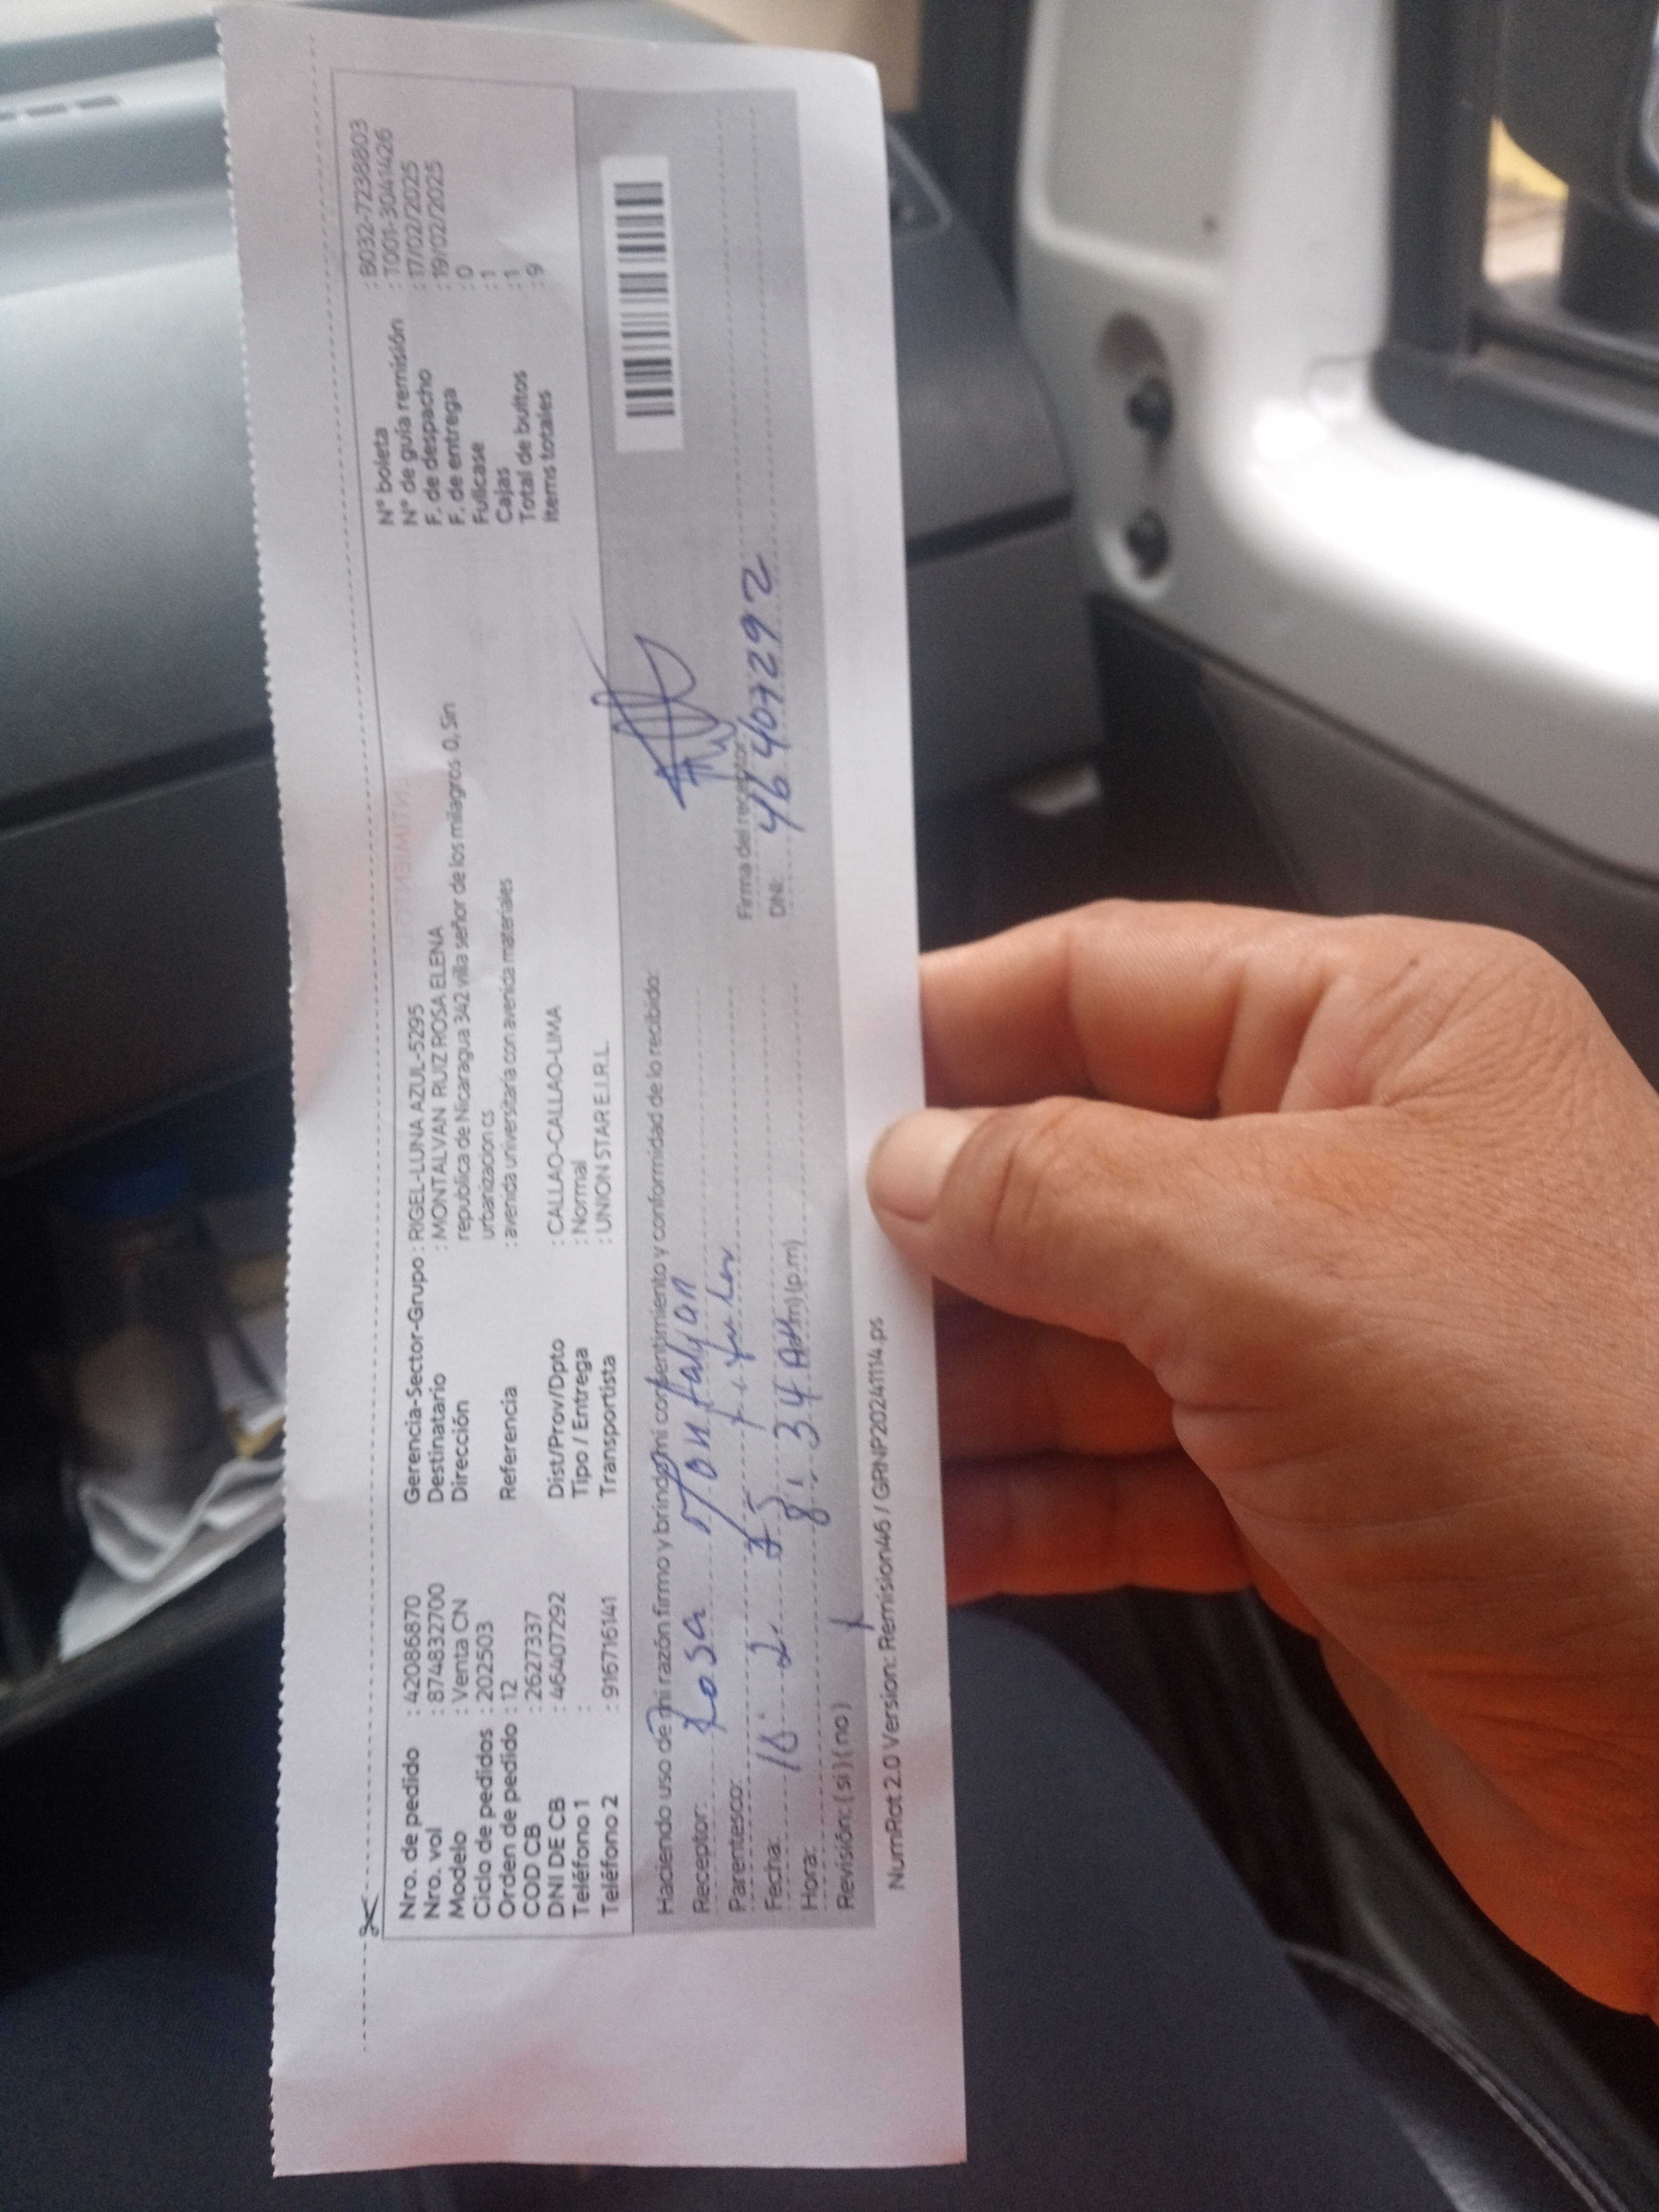 Nro. de pedido : 42086870
Nro. vol : 874832700
Modelo : Venta CN
Ciclo de pedidos : 202503
Orden de pedido : 12
COD CB : 26277337
DNI DE CB : 46407292
Teléfono 1 :
Teléfono 2 : 916716141
Gerencia-Sector-Grupo : RIGEL-LUNA AZUL-5295
Destinatario : MONTALVAN RUIZ ROSA ELENA
Dirección republica de Nicaragua 342 villa señor de los milagros 0, Sin
urbanizacion cs
Referencia : avenida universitaria con avenida materiales
Dist/Prov/Dpto : CALLAO-CALLAO-LIMA
Tipo / Entrega : Normal
Transportista : UNION STAR E.I.R.L.
N° boleta : B032-7238803
N° de guía remisión : T001-3041426
F. de despacho : 17/02/2025
F. de entrega : 19/02/2025
Fullcase : 0
Cajas : 1
Total de bultos : 1
Items totales : 9
Haciendo uso de mi razón firmo y brindo mi consentimiento y conformidad de lo recibido:
Receptor: Rosa Montalvan
Parentesco:
Fecha: 2
Hora: 8:34 (p.m)
Revisión: ( si ) ( no )
Firma del receptor:
DNI: 46407292
NumRot 2.0 Version: Remision46 / GRNP20241114.ps